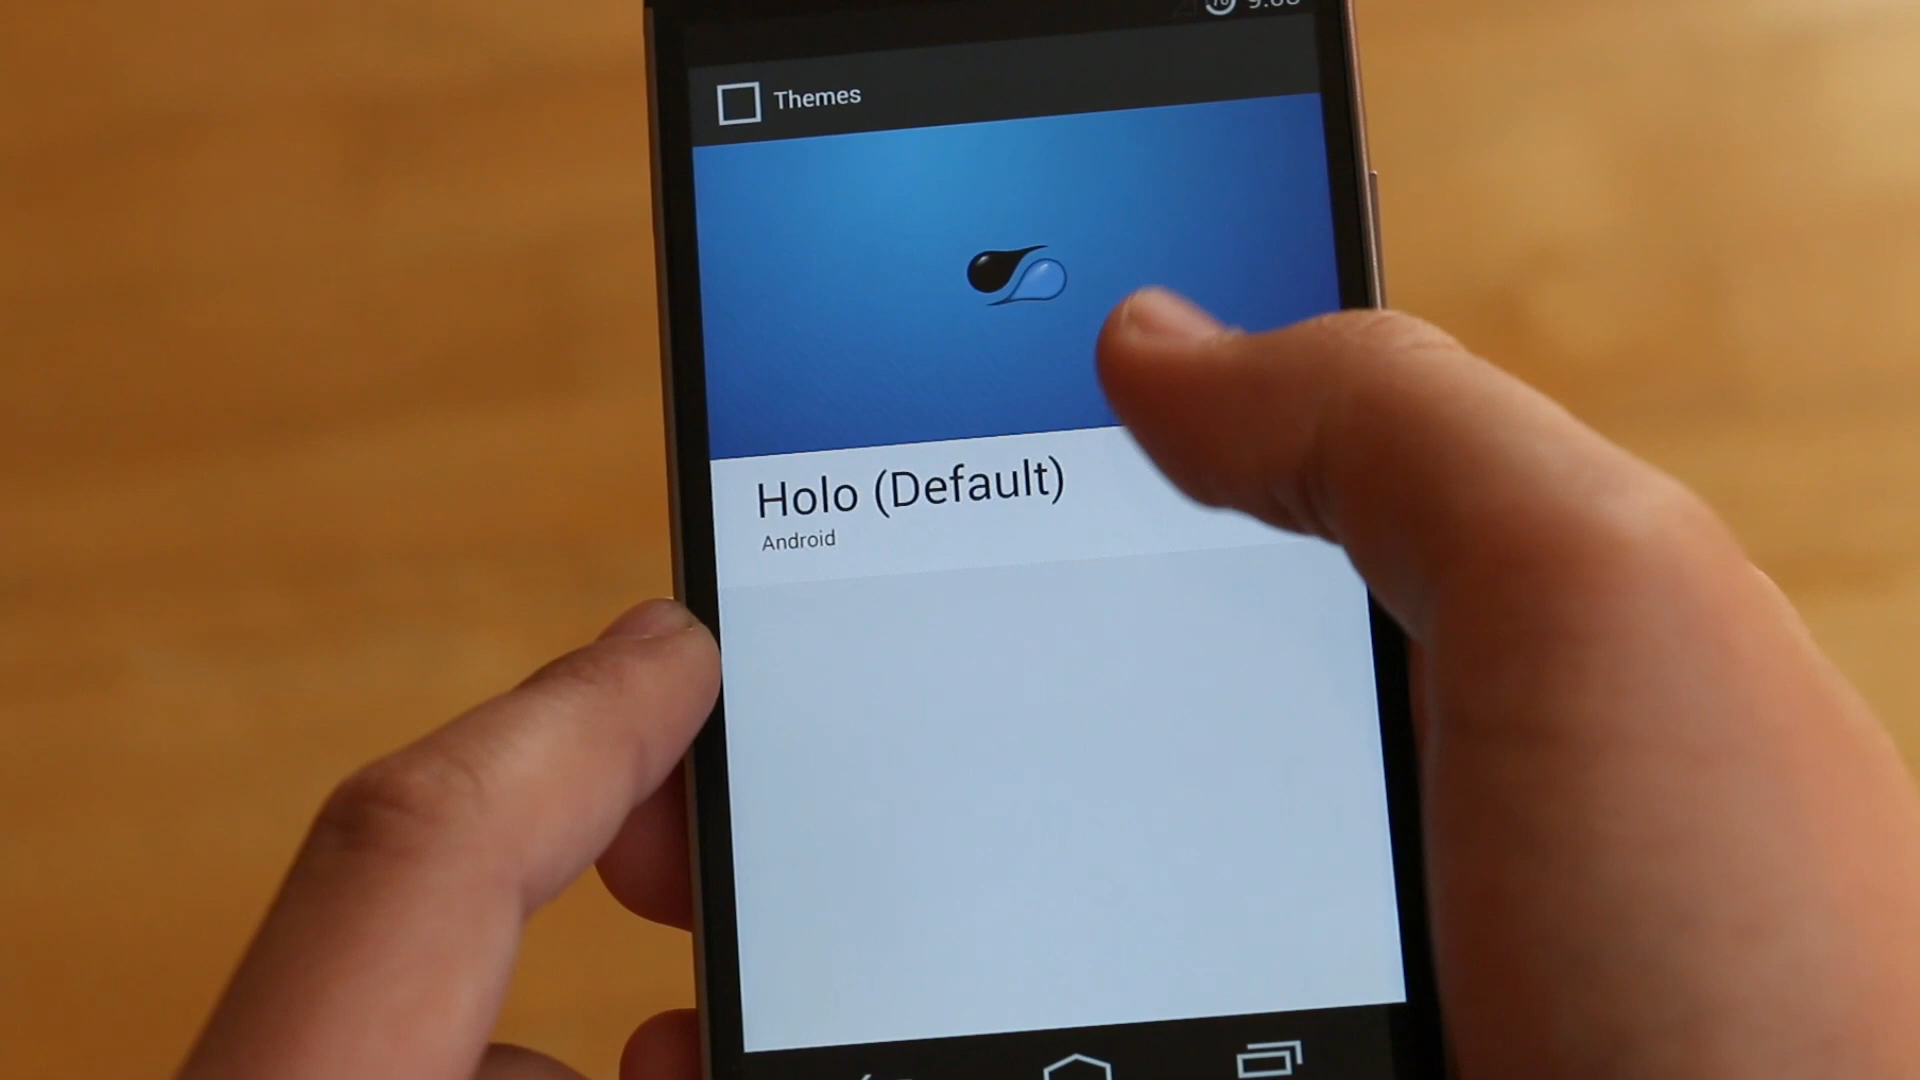 Themes
Holo (Default)
Android